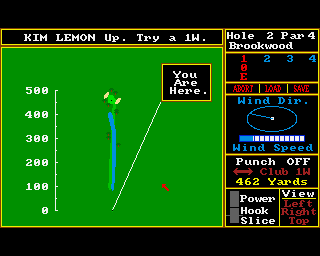 KIM LEMON Up. Try a 1W.
Hole 2 Par 4
Brookwood
1 2 3 4
0
E
ABORT LOAD SAVE
Wind Dir.
Wind Speed
Punch OFF
Club 1W
462 Yards
Power
Hook
Slice
View
Left
Right
Top
You
Are
Here.
500
400
300
200
100
0